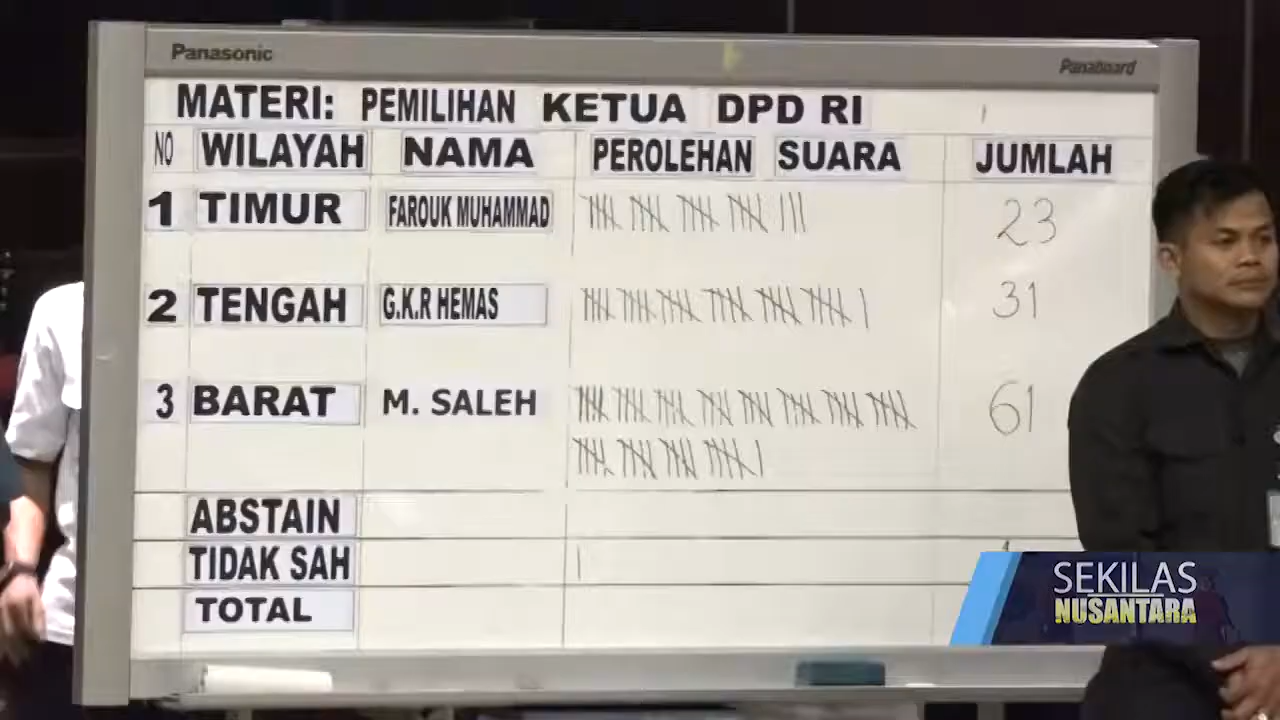 Panasonic Panaboard
MATERI: PEMILIHAN KETUA DPD RI
NO WILAYAH NAMA PEROLEHAN SUARA JUMLAH
1 TIMUR FAROUK MUHAMMAD 23
2 TENGAH G.K.R HEMAS 31
3 BARAT M. SALEH 61
ABSTAIN
TIDAK SAH
TOTAL
SEKILAS
NUSANTARA